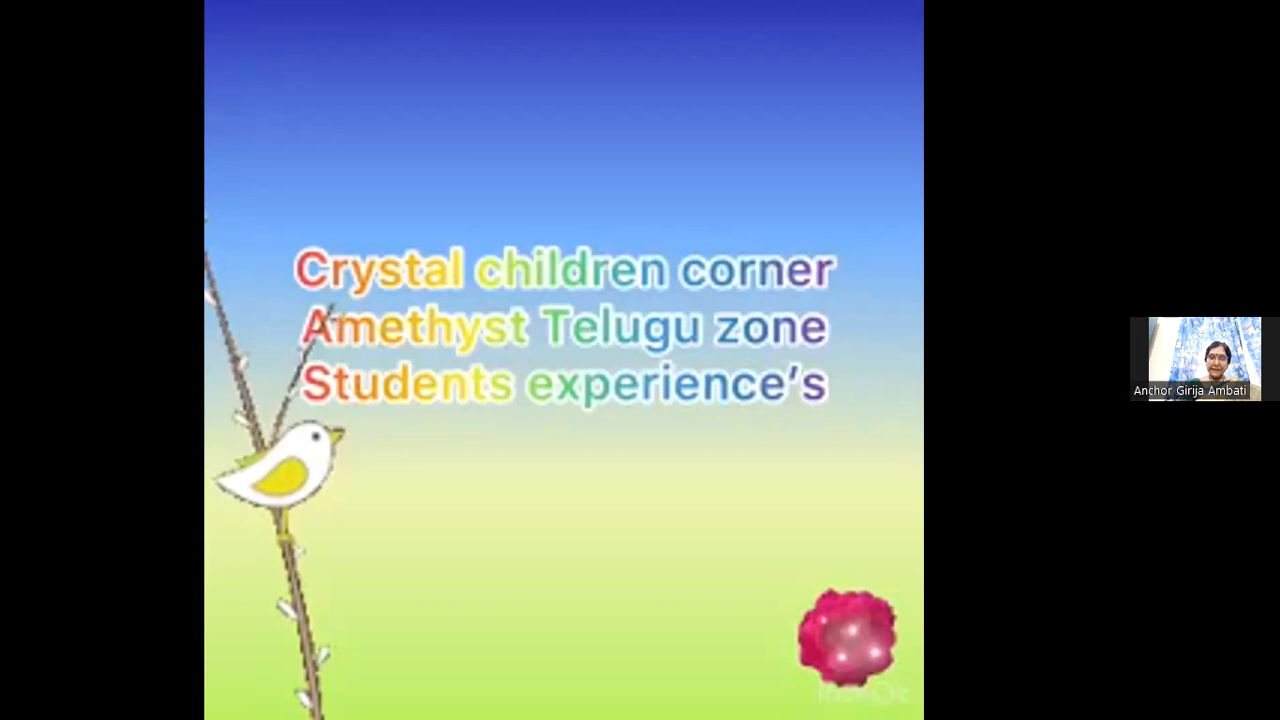 Crystal children corner
Amethyst Telugu zone
Students experience’s
Anchor Girija Ambati